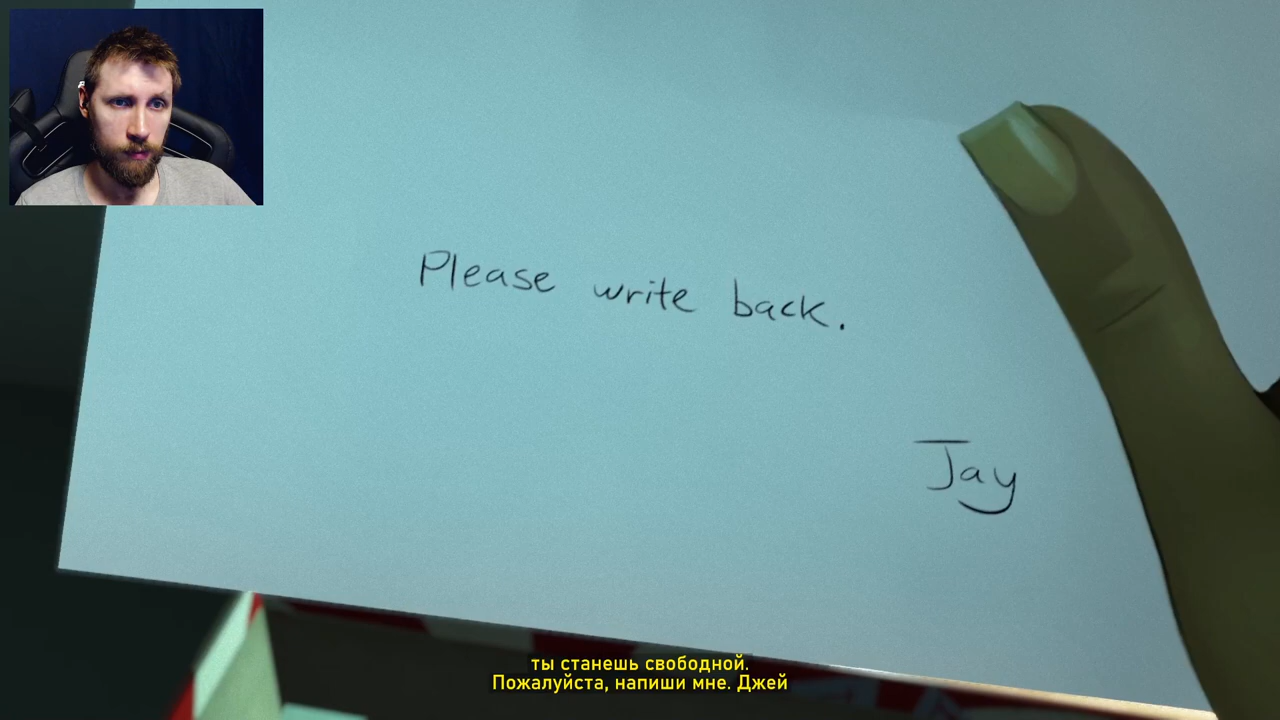 Please write back.
Jay
ты станешь свободной.
Пожалуйста, напиши мне. Джей